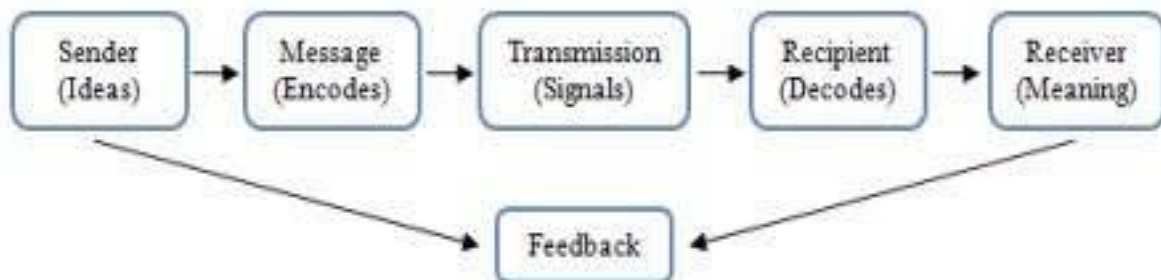 Sender
(Ideas)
Message
(Encodes)
Transmission
(Signals)
Recipient
(Decodes)
Receiver
(Meaning)
Feedback